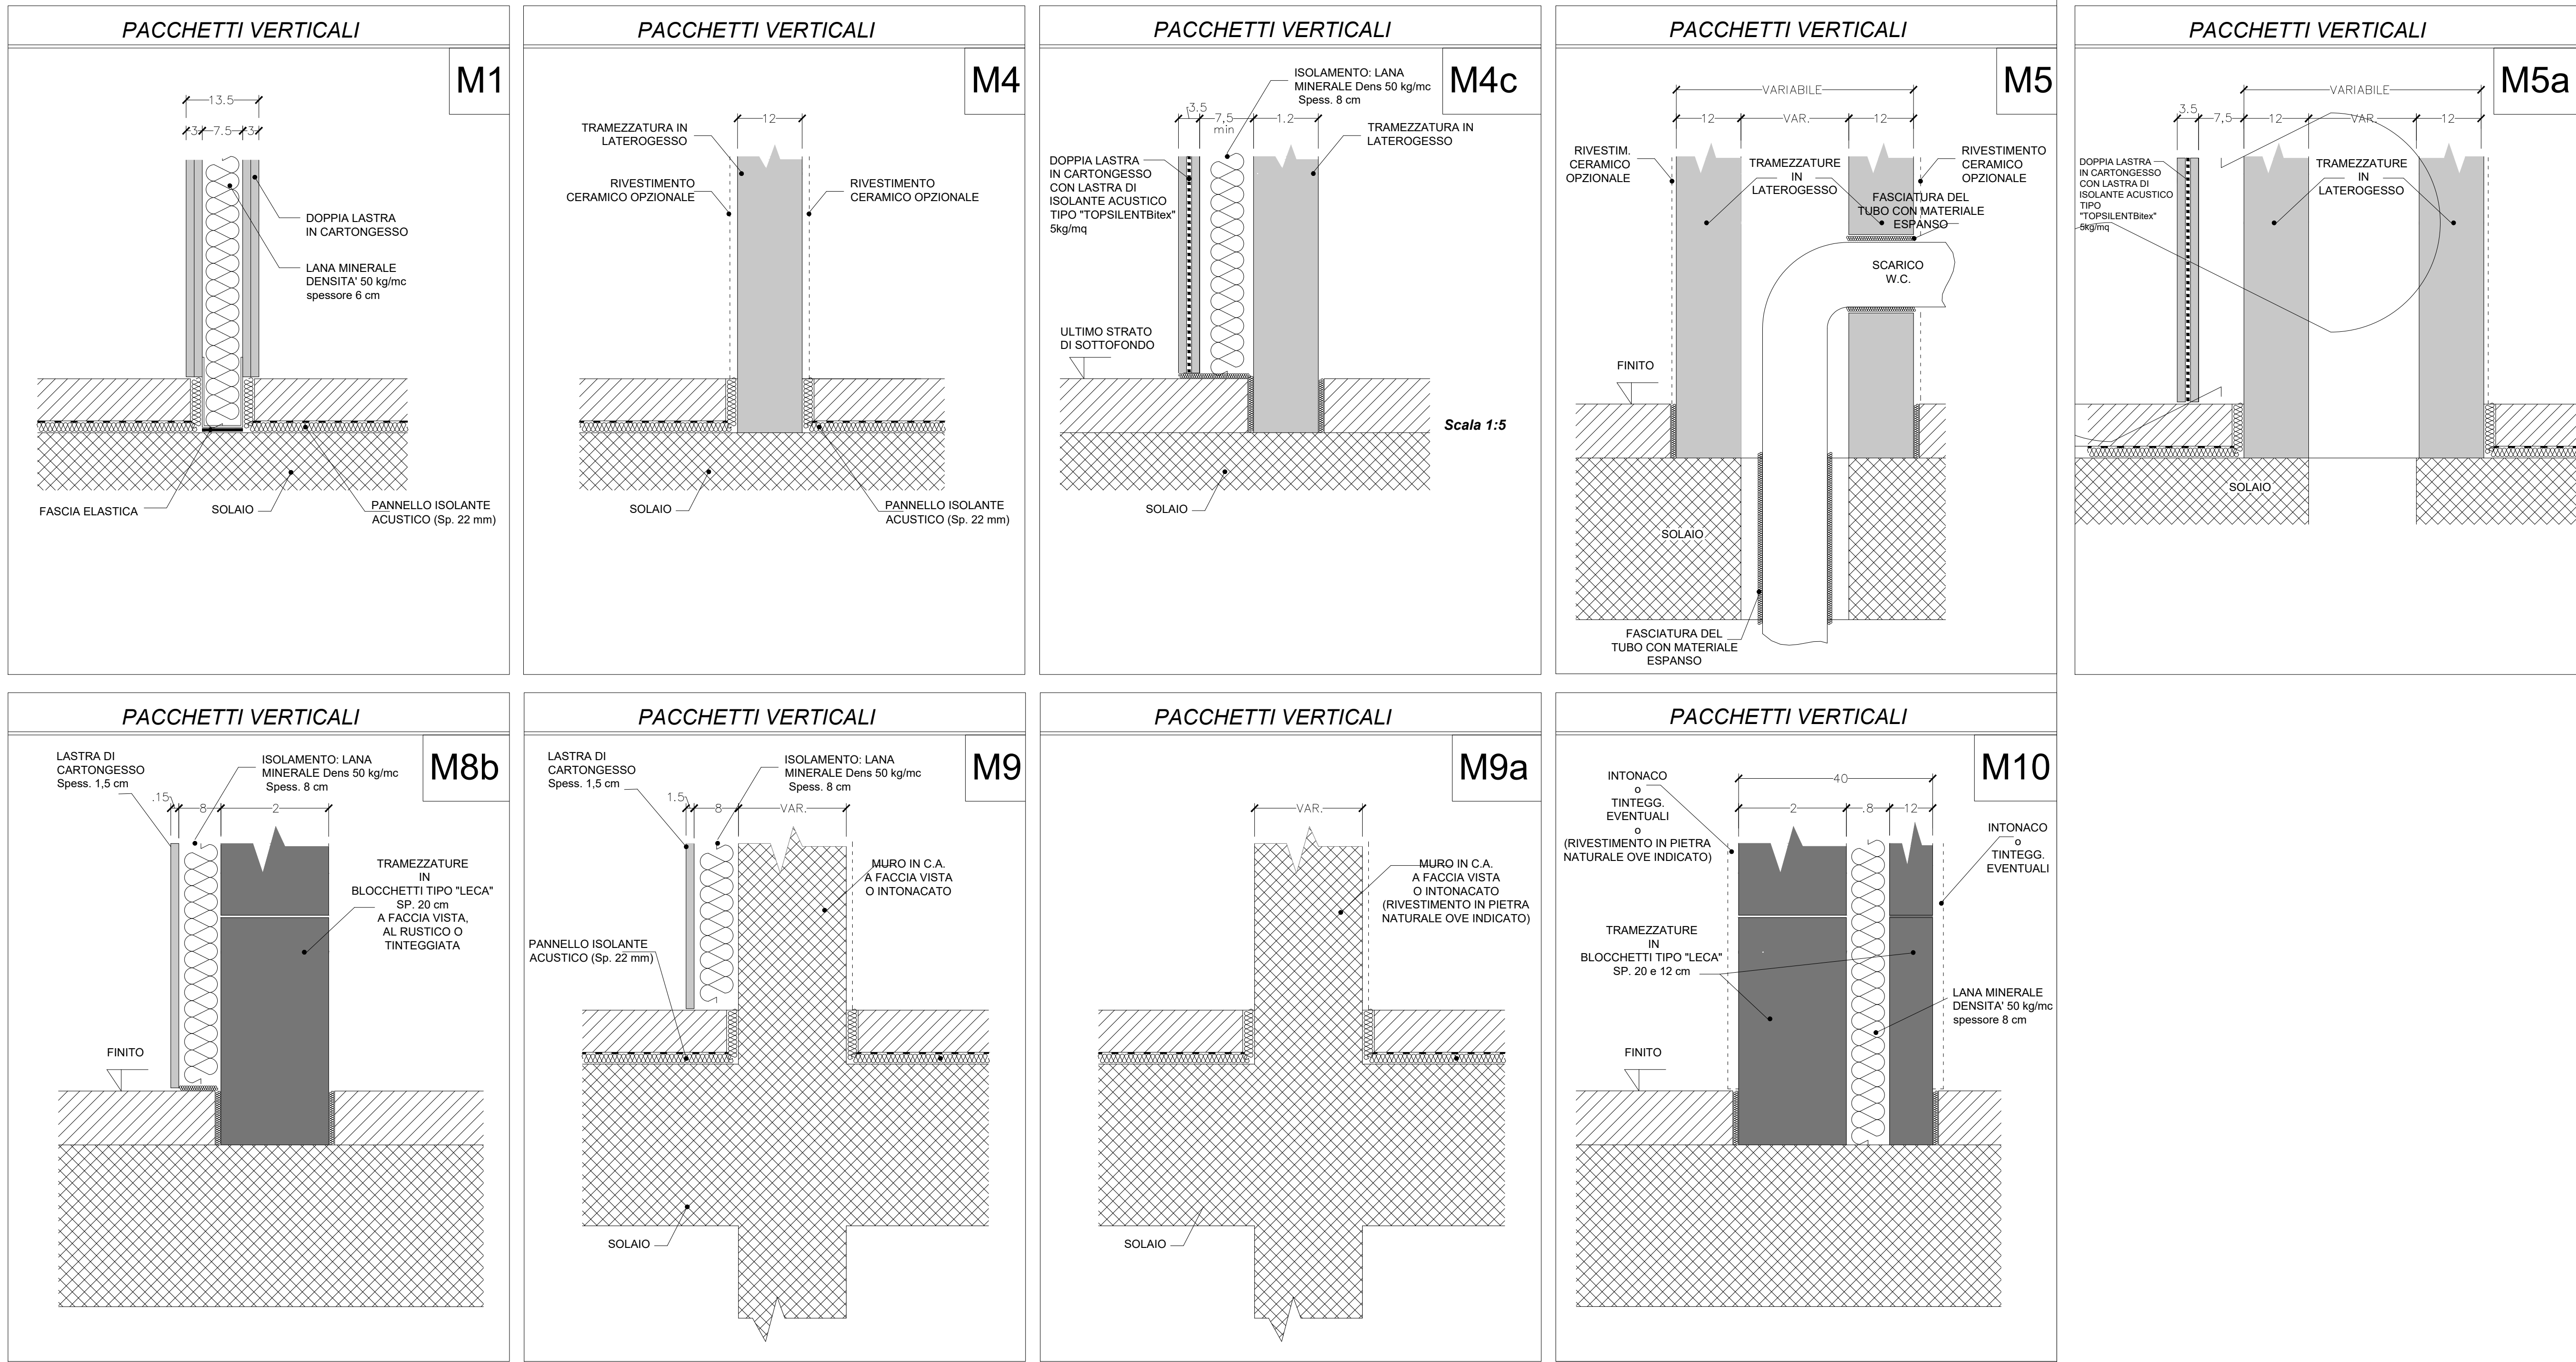 PACCHETTI VERTICALI
M1
13.5
3
7.5
3
DOPPIA LASTRA
IN CARTONGESSO
LANA MINERALE
DENSITA' 50 kg/mc
spessore 6 cm
FASCIA ELASTICA
SOLAIO
PANNELLO ISOLANTE
ACUSTICO (Sp. 22 mm)
PACCHETTI VERTICALI
M4
12
TRAMEZZATURA IN
LATEROGESSO
RIVESTIMENTO
CERAMICO OPZIONALE
RIVESTIMENTO
CERAMICO OPZIONALE
SOLAIO
PANNELLO ISOLANTE
ACUSTICO (Sp. 22 mm)
PACCHETTI VERTICALI
M4c
ISOLAMENTO: LANA
MINERALE Dens 50 kg/mc
Spess. 8 cm
3.5
7,5
min
1.2
TRAMEZZATURA IN
LATEROGESSO
DOPPIA LASTRA
IN CARTONGESSO
CON LASTRA DI
ISOLANTE ACUSTICO
TIPO "TOPSILENTBitex"
5kg/mq
ULTIMO STRATO
DI SOTTOFONDO
Scala 1:5
SOLAIO
PACCHETTI VERTICALI
M5
VARIABILE
12
VAR.
12
RIVESTIM.
CERAMICO
OPZIONALE
TRAMEZZATURE
IN
LATEROGESSO
RIVESTIMENTO
CERAMICO
OPZIONALE
FASCIATURA DEL
TUBO CON MATERIALE
ESPANSO
SCARICO
W.C.
FINITO
SOLAIO
FASCIATURA DEL
TUBO CON MATERIALE
ESPANSO
PACCHETTI VERTICALI
M5a
VARIABILE
3.5
7,5
12
VAR.
12
DOPPIA LASTRA
IN CARTONGESSO
CON LASTRA DI
ISOLANTE ACUSTICO
TIPO
"TOPSILENTBitex"
5kg/mq
TRAMEZZATURE
IN
LATEROGESSO
SOLAIO
PACCHETTI VERTICALI
M8b
LASTRA DI
CARTONGESSO
Spess. 1,5 cm
ISOLAMENTO: LANA
MINERALE Dens 50 kg/mc
Spess. 8 cm
.15
8
2
TRAMEZZATURE
IN
BLOCCHETTI TIPO "LECA"
SP. 20 cm
A FACCIA VISTA,
AL RUSTICO O
TINTEGGIATA
FINITO
PACCHETTI VERTICALI
M9
LASTRA DI
CARTONGESSO
Spess. 1,5 cm
ISOLAMENTO: LANA
MINERALE Dens 50 kg/mc
Spess. 8 cm
1.5
8
VAR.
MURO IN C.A.
A FACCIA VISTA
O INTONACATO
PANNELLO ISOLANTE
ACUSTICO (Sp. 22 mm)
SOLAIO
PACCHETTI VERTICALI
M9a
VAR.
MURO IN C.A.
A FACCIA VISTA
O INTONACATO
(RIVESTIMENTO IN PIETRA
NATURALE OVE INDICATO)
SOLAIO
PACCHETTI VERTICALI
M10
INTONACO
o
TINTEGG.
EVENTUALI
o
(RIVESTIMENTO IN PIETRA
NATURALE OVE INDICATO)
40
2
.8
12
INTONACO
o
TINTEGG.
EVENTUALI
TRAMEZZATURE
IN
BLOCCHETTI TIPO "LECA"
SP. 20 e 12 cm
LANA MINERALE
DENSITA' 50 kg/mc
spessore 8 cm
FINITO